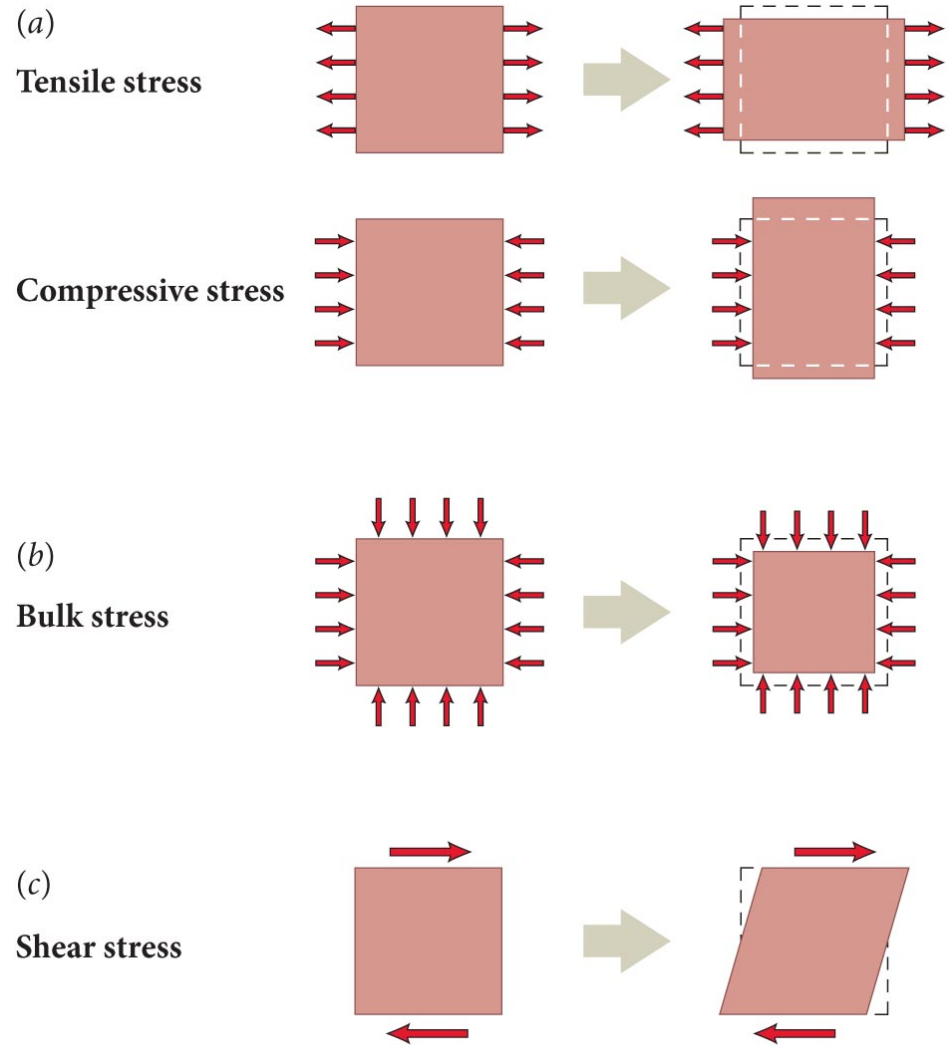 (a)
Tensile stress
Compressive stress
(b)
Bulk stress
(c)
Shear stress